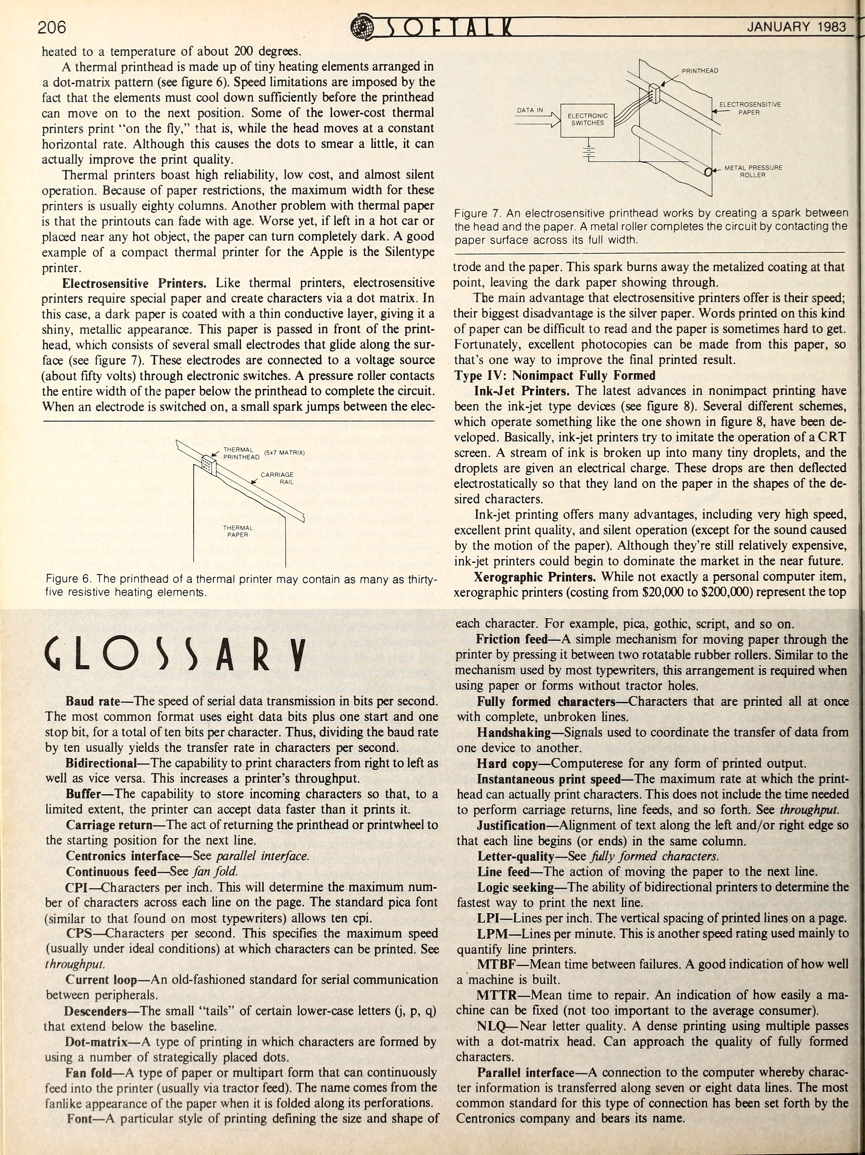 206
SOFTALK
JANUARY 1983
heated to a temperature of about 200 degrees.
A thermal printhead is made up of tiny heating elements arranged in
a dot-matrix pattern (see figure 6). Speed limitations are imposed by the
fact that the elements must cool down sufficiently before the printhead
can move on to the next position. Some of the lower-cost thermal
printers print "on the fly," that is, while the head moves at a constant
horizontal rate. Although this causes the dots to smear a little, it can
actually improve the print quality.
Thermal printers boast high reliability, low cost, and almost silent
operation. Because of paper restrictions, the maximum width for these
printers is usually eighty columns. Another problem with thermal paper
is that the printouts can fade with age. Worse yet, if left in a hot car or
placed near any hot object, the paper can turn completely dark. A good
example of a compact thermal printer for the Apple is the Silentype
printer.
Electrosensitive Printers. Like thermal printers, electrosensitive
printers require special paper and create characters via a dot matrix. In
this case, a dark paper is coated with a thin conductive layer, giving it a
shiny, metallic appearance. This paper is passed in front of the print-
head, which consists of several small electrodes that glide along the sur-
face (see figure 7). These electrodes are connected to a voltage source
(about fifty volts) through electronic switches. A pressure roller contacts
the entire width of the paper below the printhead to complete the circuit.
When an electrode is switched on, a small spark jumps between the elec-
THERMAL
PRINTHEAD
(5x7 MATRIX)
CARRIAGE
RAIL
THERMAL
PAPER
Figure 6. The printhead of a thermal printer may contain as many as thirty-
five resistive heating elements.
PRINTHEAD
DATA IN
ELECTRONIC
SWITCHES
ELECTROSENSITIVE
PAPER
METAL PRESSURE
ROLLER
Figure 7. An electrosensitive printhead works by creating a spark between
the head and the paper. A metal roller completes the circuit by contacting the
paper surface across its full width.
trode and the paper. This spark burns away the metalized coating at that
point, leaving the dark paper showing through.
The main advantage that electrosensitive printers offer is their speed;
their biggest disadvantage is the silver paper. Words printed on this kind
of paper can be difficult to read and the paper is sometimes hard to get.
Fortunately, excellent photocopies can be made from this paper, so
that's one way to improve the final printed result.
Type IV: Nonimpact Fully Formed
Ink-Jet Printers. The latest advances in nonimpact printing have
been the ink-jet type devices (see figure 8). Several different schemes,
which operate something like the one shown in figure 8, have been de-
veloped. Basically, ink-jet printers try to imitate the operation of a CRT
screen. A stream of ink is broken up into many tiny droplets, and the
droplets are given an electrical charge. These drops are then deflected
electrostatically so that they land on the paper in the shapes of the de-
sired characters.
Ink-jet printing offers many advantages, including very high speed,
excellent print quality, and silent operation (except for the sound caused
by the motion of the paper). Although they're still relatively expensive,
ink-jet printers could begin to dominate the market in the near future.
Xerographic Printers. While not exactly a personal computer item,
xerographic printers (costing from $20,000 to $200,000) represent the top
GLOSSARY
Baud rate—The speed of serial data transmission in bits per second.
The most common format uses eight data bits plus one start and one
stop bit, for a total of ten bits per character. Thus, dividing the baud rate
by ten usually yields the transfer rate in characters per second.
Bidirectional—The capability to print characters from right to left as
well as vice versa. This increases a printer's throughput.
Buffer—The capability to store incoming characters so that, to a
limited extent, the printer can accept data faster than it prints it.
Carriage return—The act of returning the printhead or printwheel to
the starting position for the next line.
Centronics interface—See parallel interface.
Continuous feed—See fan fold.
CPI—Characters per inch. This will determine the maximum num-
ber of characters across each line on the page. The standard pica font
(similar to that found on most typewriters) allows ten cpi.
CPS—Characters per second. This specifies the maximum speed
(usually under ideal conditions) at which characters can be printed. See
throughput.
Current loop—An old-fashioned standard for serial communication
between peripherals.
Descenders—The small "tails" of certain lower-case letters (j, p, q)
that extend below the baseline.
Dot-matrix—A type of printing in which characters are formed by
using a number of strategically placed dots.
Fan fold—A type of paper or multipart form that can continuously
feed into the printer (usually via tractor feed). The name comes from the
fanlike appearance of the paper when it is folded along its perforations.
Font—A particular style of printing defining the size and shape of
each character. For example, pica, gothic, script, and so on.
Friction feed—A simple mechanism for moving paper through the
printer by pressing it between two rotatable rubber rollers. Similar to the
mechanism used by most typewriters, this arrangement is required when
using paper or forms without tractor holes.
Fully formed characters—Characters that are printed all at once
with complete, unbroken lines.
Handshaking—Signals used to coordinate the transfer of data from
one device to another.
Hard copy—Computerese for any form of printed output.
Instantaneous print speed—The maximum rate at which the print-
head can actually print characters. This does not include the time needed
to perform carriage returns, line feeds, and so forth. See throughput.
Justification—Alignment of text along the left and/or right edge so
that each line begins (or ends) in the same column.
Letter-quality—See fully formed characters.
Line feed—The action of moving the paper to the next line.
Logic seeking—The ability of bidirectional printers to determine the
fastest way to print the next line.
LPI—Lines per inch. The vertical spacing of printed lines on a page.
LPM—Lines per minute. This is another speed rating used mainly to
quantify line printers.
MTBF—Mean time between failures. A good indication of how well
a machine is built.
MTTR—Mean time to repair. An indication of how easily a ma-
chine can be fixed (not too important to the average consumer).
NLQ—Near letter quality. A dense printing using multiple passes
with a dot-matrix head. Can approach the quality of fully formed
characters.
Parallel interface—A connection to the computer whereby charac-
ter information is transferred along seven or eight data lines. The most
common standard for this type of connection has been set forth by the
Centronics company and bears its name.